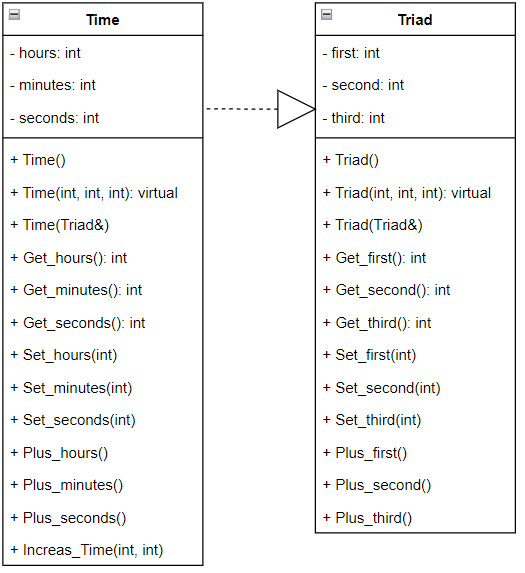 Time
- hours: int
- minutes: int
- seconds: int
+ Time()
+ Time(int, int, int): virtual
+ Time(Triad&)
+ Get_hours(): int
+ Get_minutes(): int
+ Get_seconds(): int
+ Set_hours(int)
+ Set_minutes(int)
+ Set_seconds(int)
+ Plus_hours()
+ Plus_minutes()
+ Plus_seconds()
+ Increas_Time(int, int)
Triad
- first: int
- second: int
- third: int
+ Triad()
+ Triad(int, int, int): virtual
+ Triad(Triad&)
+ Get_first(): int
+ Get_second(): int
+ Get_third(): int
+ Set_first(int)
+ Set_second(int)
+ Set_third(int)
+ Plus_first()
+ Plus_second()
+ Plus_third()